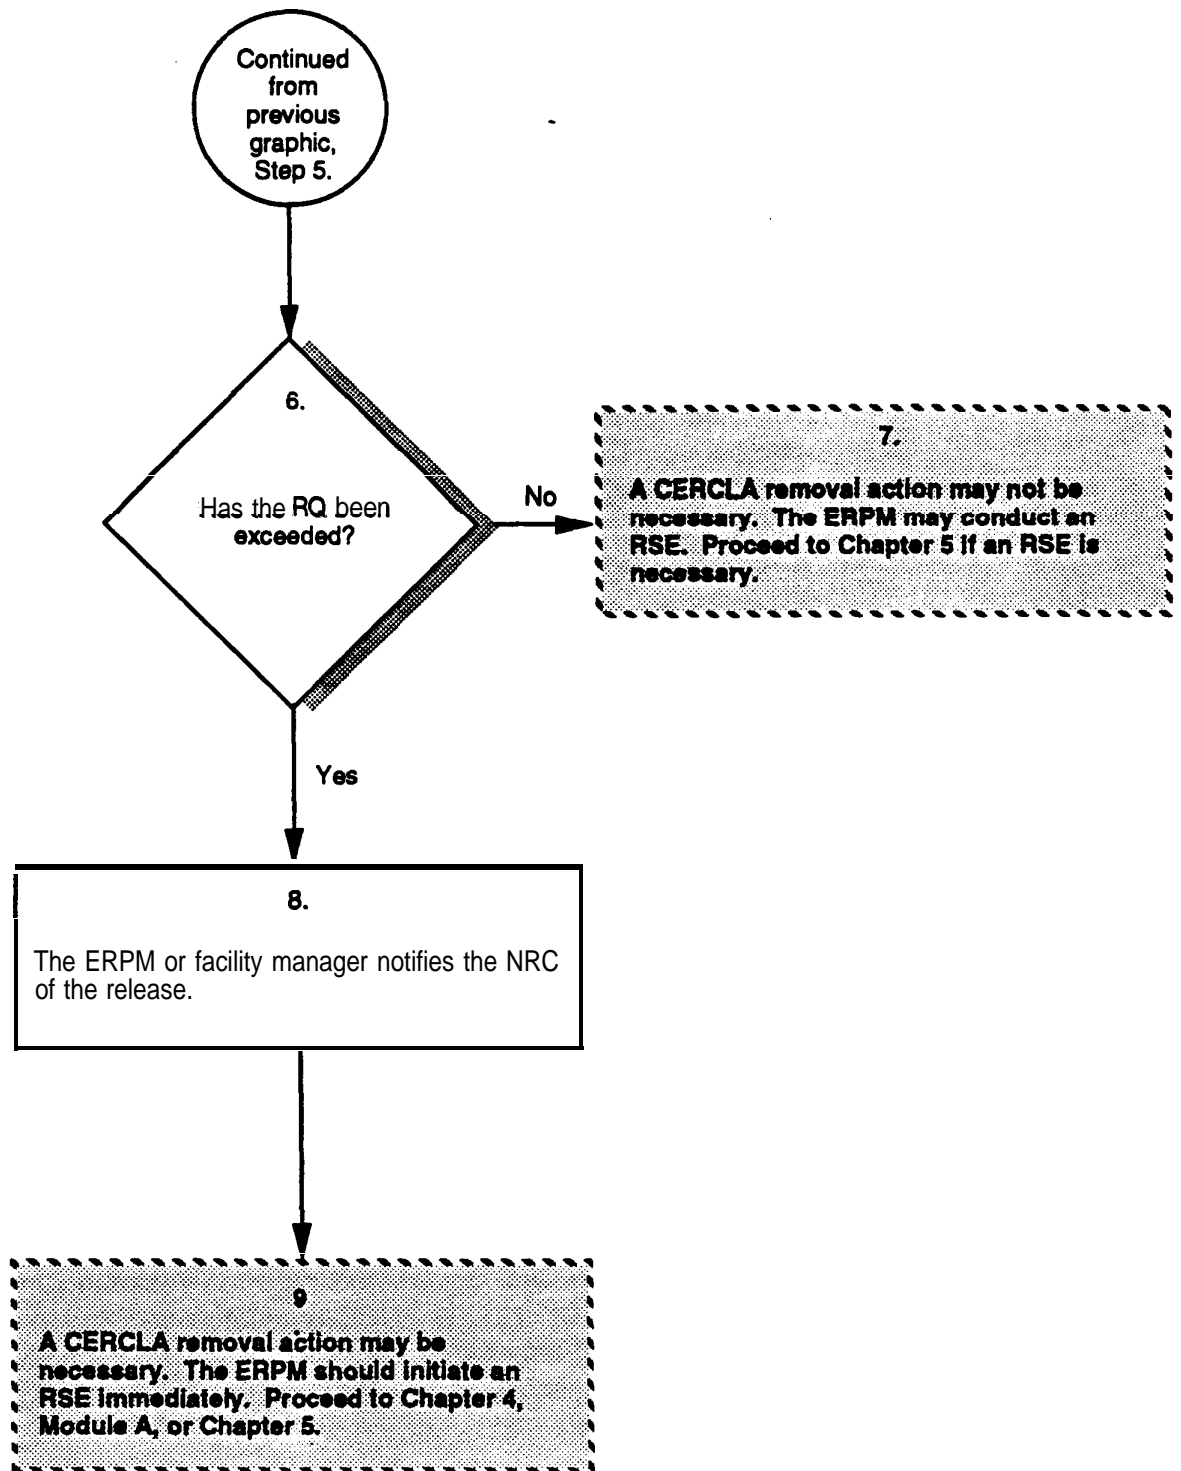 Continued
from
previous
graphic,
Step 5.
6.
Has the RQ been
exceeded?
No
7.
A CERCLA removal action may not be
necessary. The ERPM may conduct an
RSE. Proceed to Chapter 5 if an RSE is
necessary.
Yes
8.
The ERPM or facility manager notifies the NRC
of the release.
9
A CERCLA removal action may be
necessary. The ERPM should initiate an
RSE immediately. Proceed to Chapter 4,
Module A, or Chapter 5.